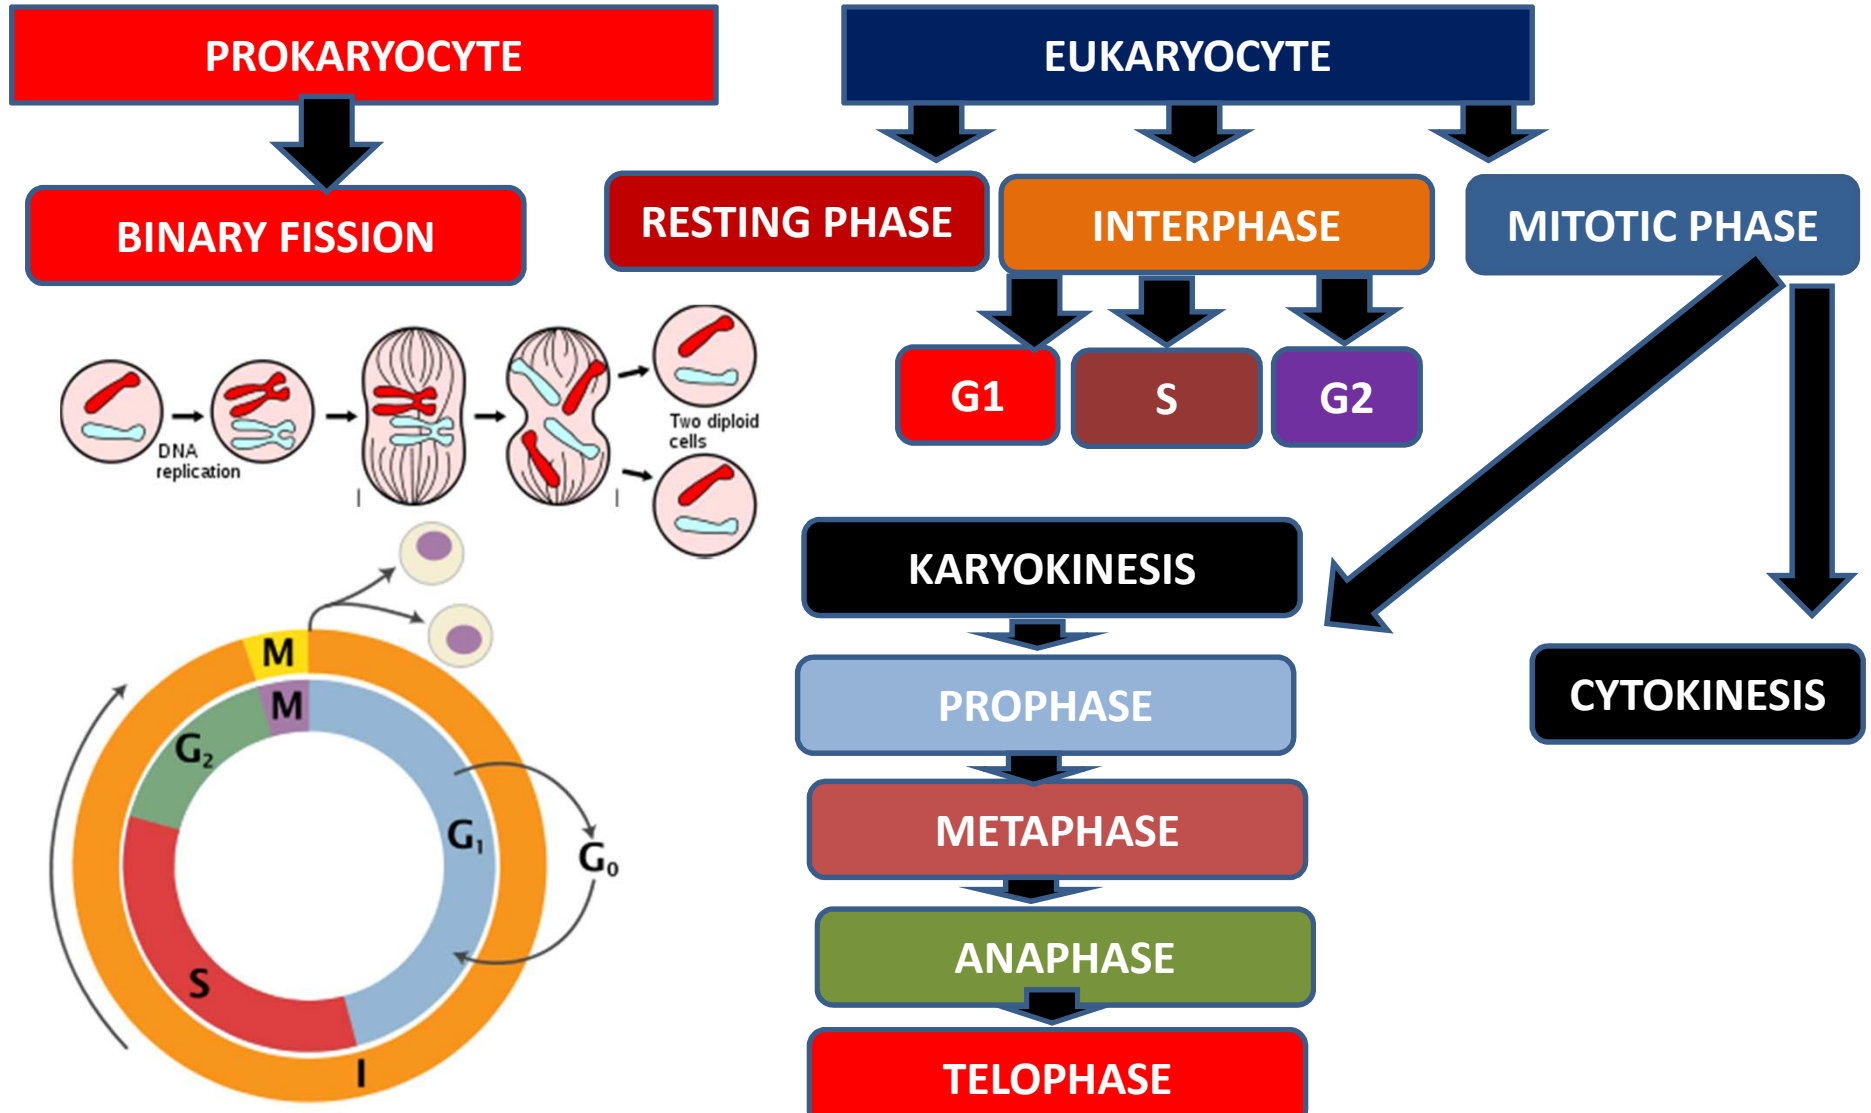 PROKARYOCYTE
EUKARYOCYTE
BINARY FISSION
RESTING PHASE
INTERPHASE
MITOTIC PHASE
G1
S
G2
DNA
replication
Two diploid
cells
KARYOKINESIS
PROPHASE
METAPHASE
ANAPHASE
TELOPHASE
CYTOKINESIS
M
M
G₂
G₁
G₀
S
I